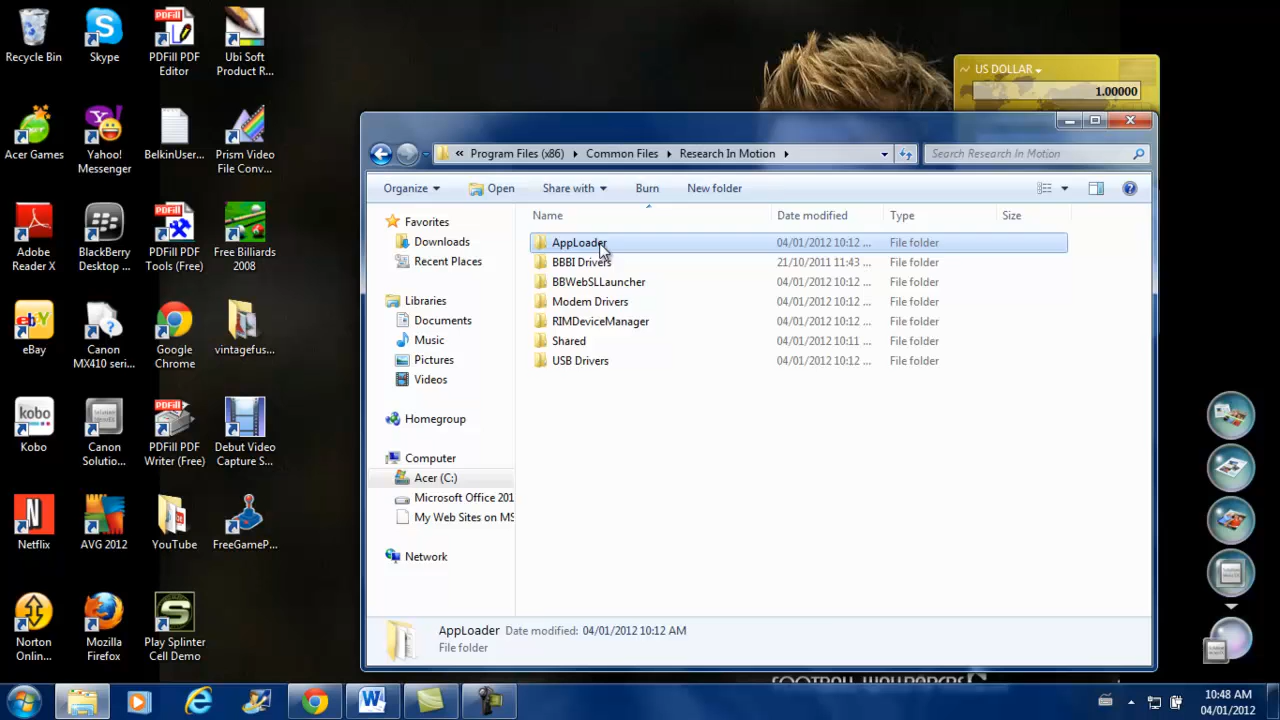 Recycle Bin
Skype
PDFill PDF
Editor
Ubi Soft
Product R...
Acer Games
Yahoo!
Messenger
BelkinUser...
Prism Video
File Conv...
Adobe
Reader X
BlackBerry
Desktop ...
PDFill PDF
Tools (Free)
Free Billiards
2008
eBay
Canon
MX410 seri...
Google
Chrome
vintagefus...
Kobo
Canon
Solutio...
PDFill PDF
Writer (Free)
Debut Video
Capture S...
Netflix
AVG 2012
YouTube
FreeGameP...
Norton
Onlin...
Mozilla
Firefox
Play Splinter
Cell Demo
US DOLLAR
1.00000
« Program Files (x86) Common Files Research In Motion
Search Research In Motion
Organize Open Share with Burn New folder
Name Date modified Type Size
AppLoader 04/01/2012 10:12 ... File folder
BBBI Drivers 21/10/2011 11:43 ... File folder
BBWebSLLauncher 04/01/2012 10:12 ... File folder
Modem Drivers 04/01/2012 10:12 ... File folder
RIMDeviceManager 04/01/2012 10:12 ... File folder
Shared 04/01/2012 10:11 ... File folder
USB Drivers 04/01/2012 10:12 ... File folder
Favorites
Downloads
Recent Places
Libraries
Documents
Music
Pictures
Videos
Homegroup
Computer
Acer (C:)
Microsoft Office 201
My Web Sites on MS
Network
AppLoader Date modified: 04/01/2012 10:12 AM
File folder
10:48 AM
04/01/2012